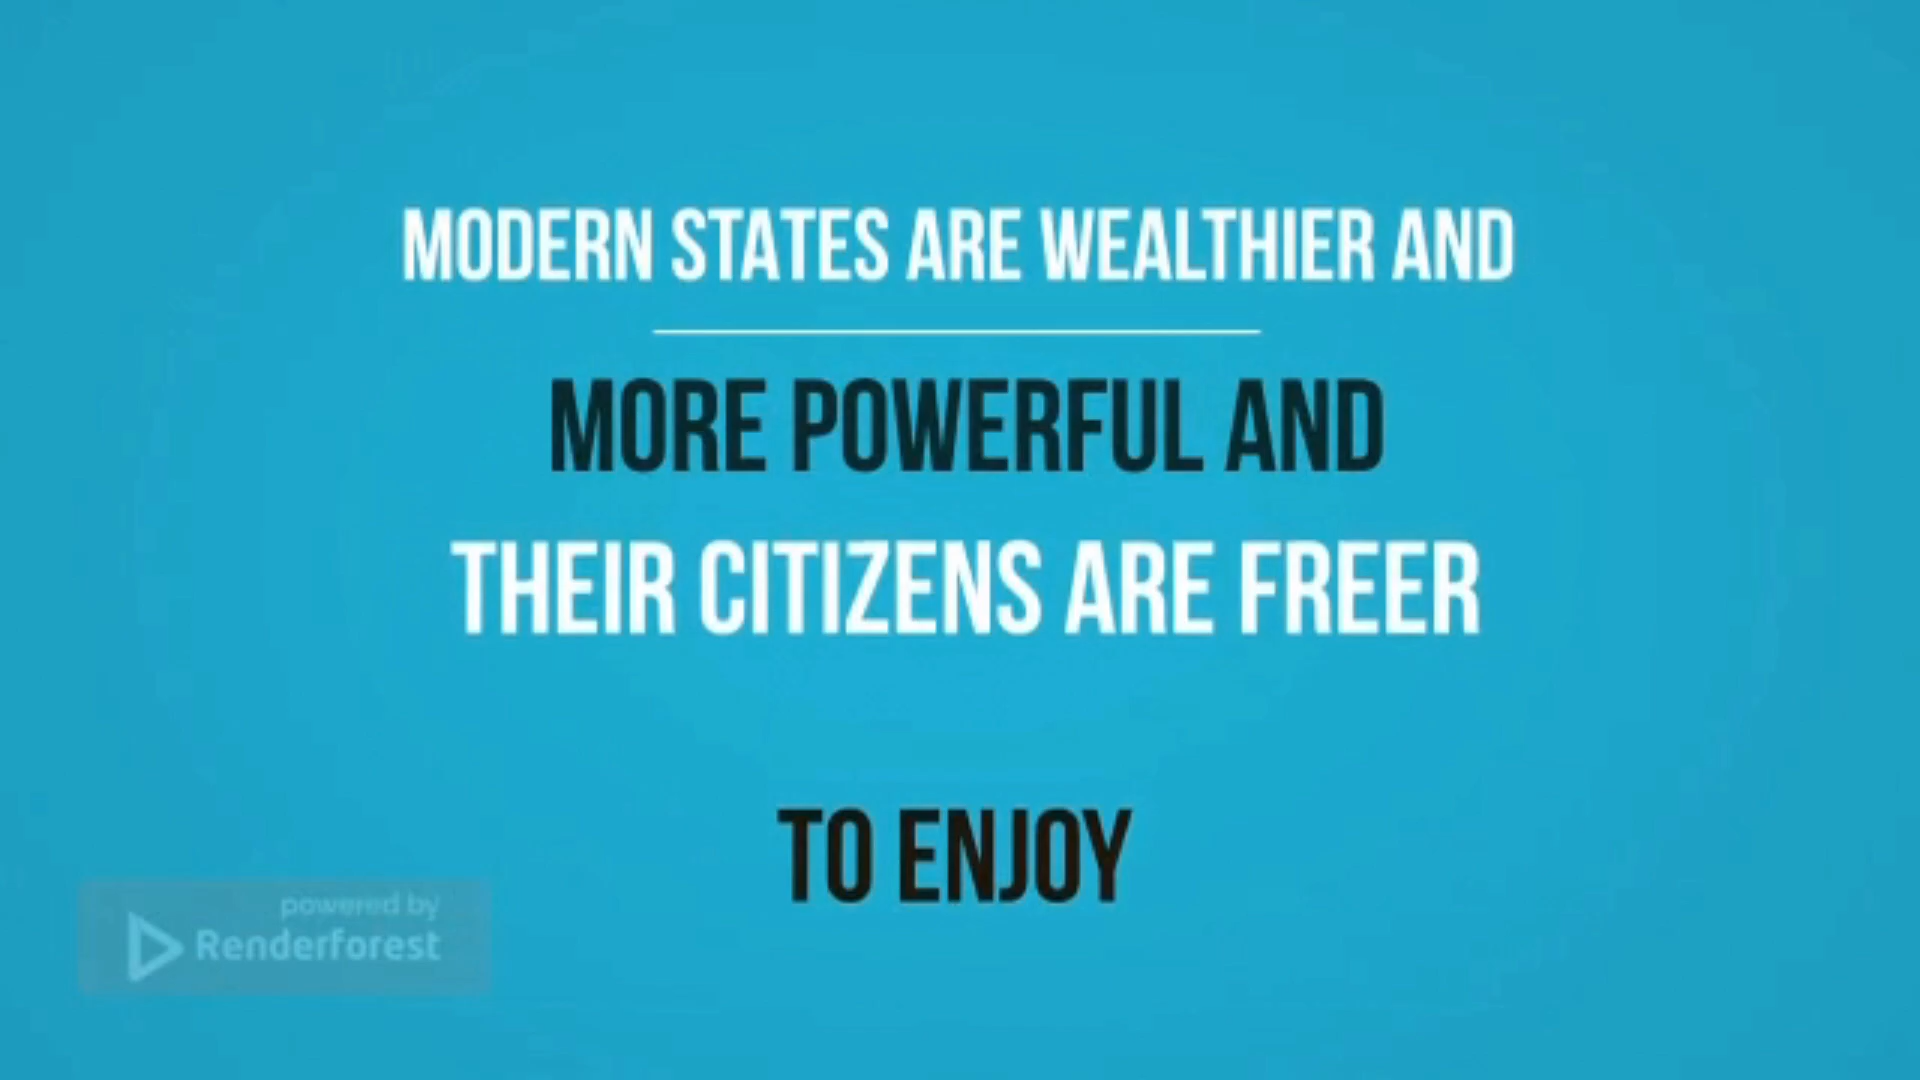 MODERN STATES ARE WEALTHIER AND
MORE POWERFUL AND
THEIR CITIZENS ARE FREER
TO ENJOY
powered by
Renderforest